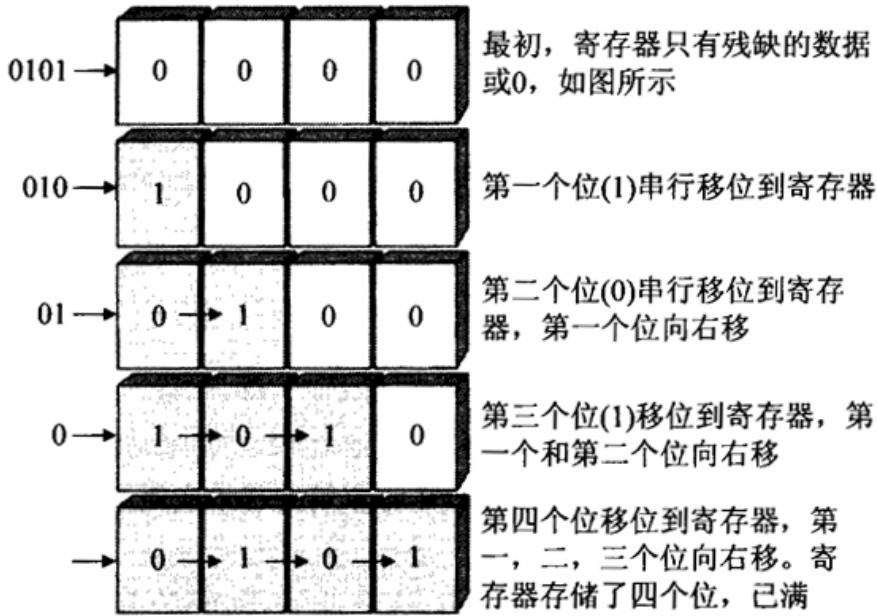 0101 0 0 0 0 最初，寄存器只有残缺的数据
或0，如图所示
010 1 0 0 0 第一个位(1)串行移位到寄存器
01 0 1 0 0 第二个位(0)串行移位到寄存
器，第一个位向右移
0 1 0 1 0 第三个位(1)移位到寄存器，第
一个和第二个位向右移
0 1 0 1 第四个位移位到寄存器，第
一，二，三个位向右移。寄
存器存储了四个位，已满